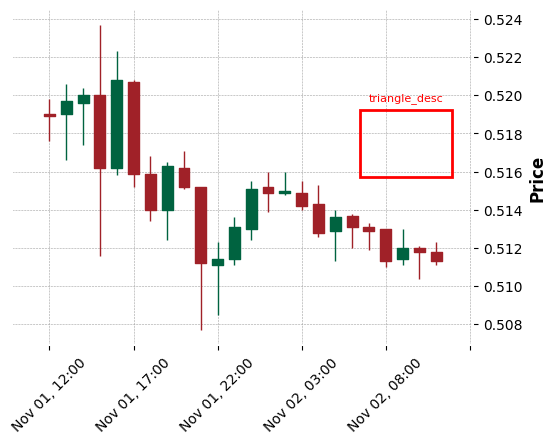 0.524
0.522
triangle_desc
0.520
0.518
0.516
Price
0.514
0.512
0.510
0.508
Nov 01, 12:00
Nov 01, 17:00
Nov 01, 22:00
Nov 02, 03:00
Nov 02, 08:00